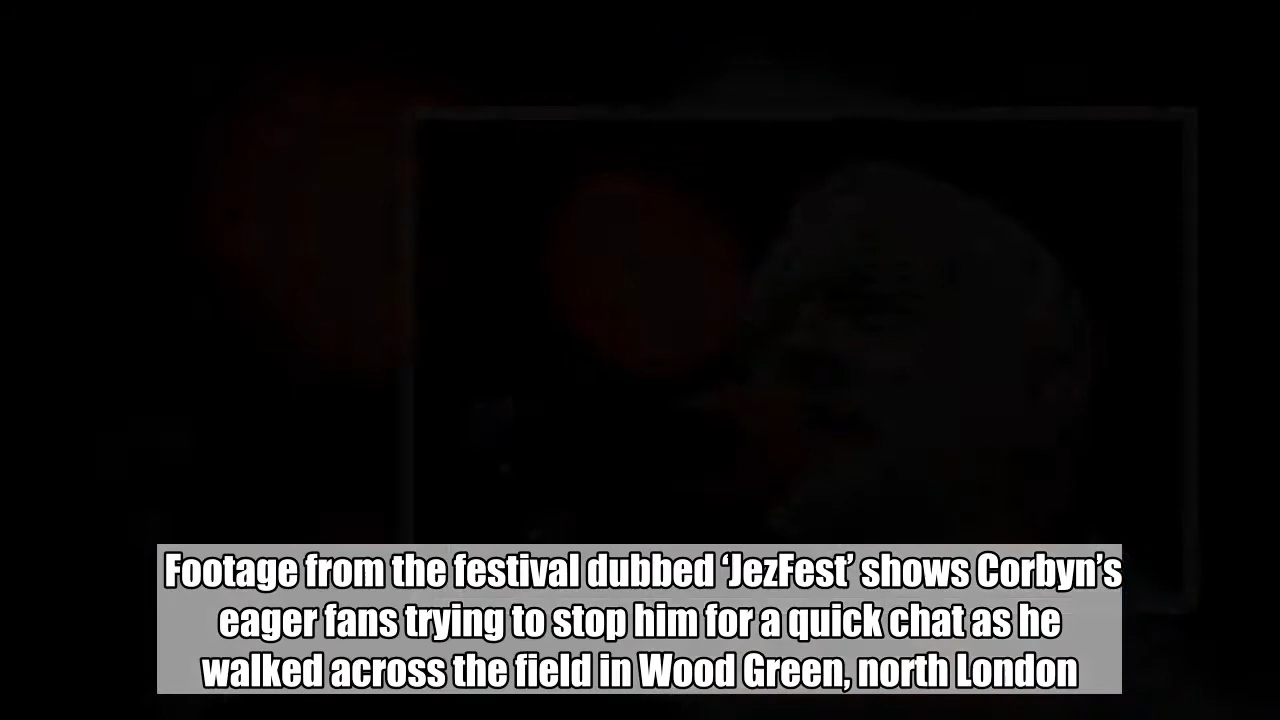 Footage from the festival dubbed ‘JezFest’ shows Corbyn’s
eager fans trying to stop him for a quick chat as he
walked across the field in Wood Green, north London